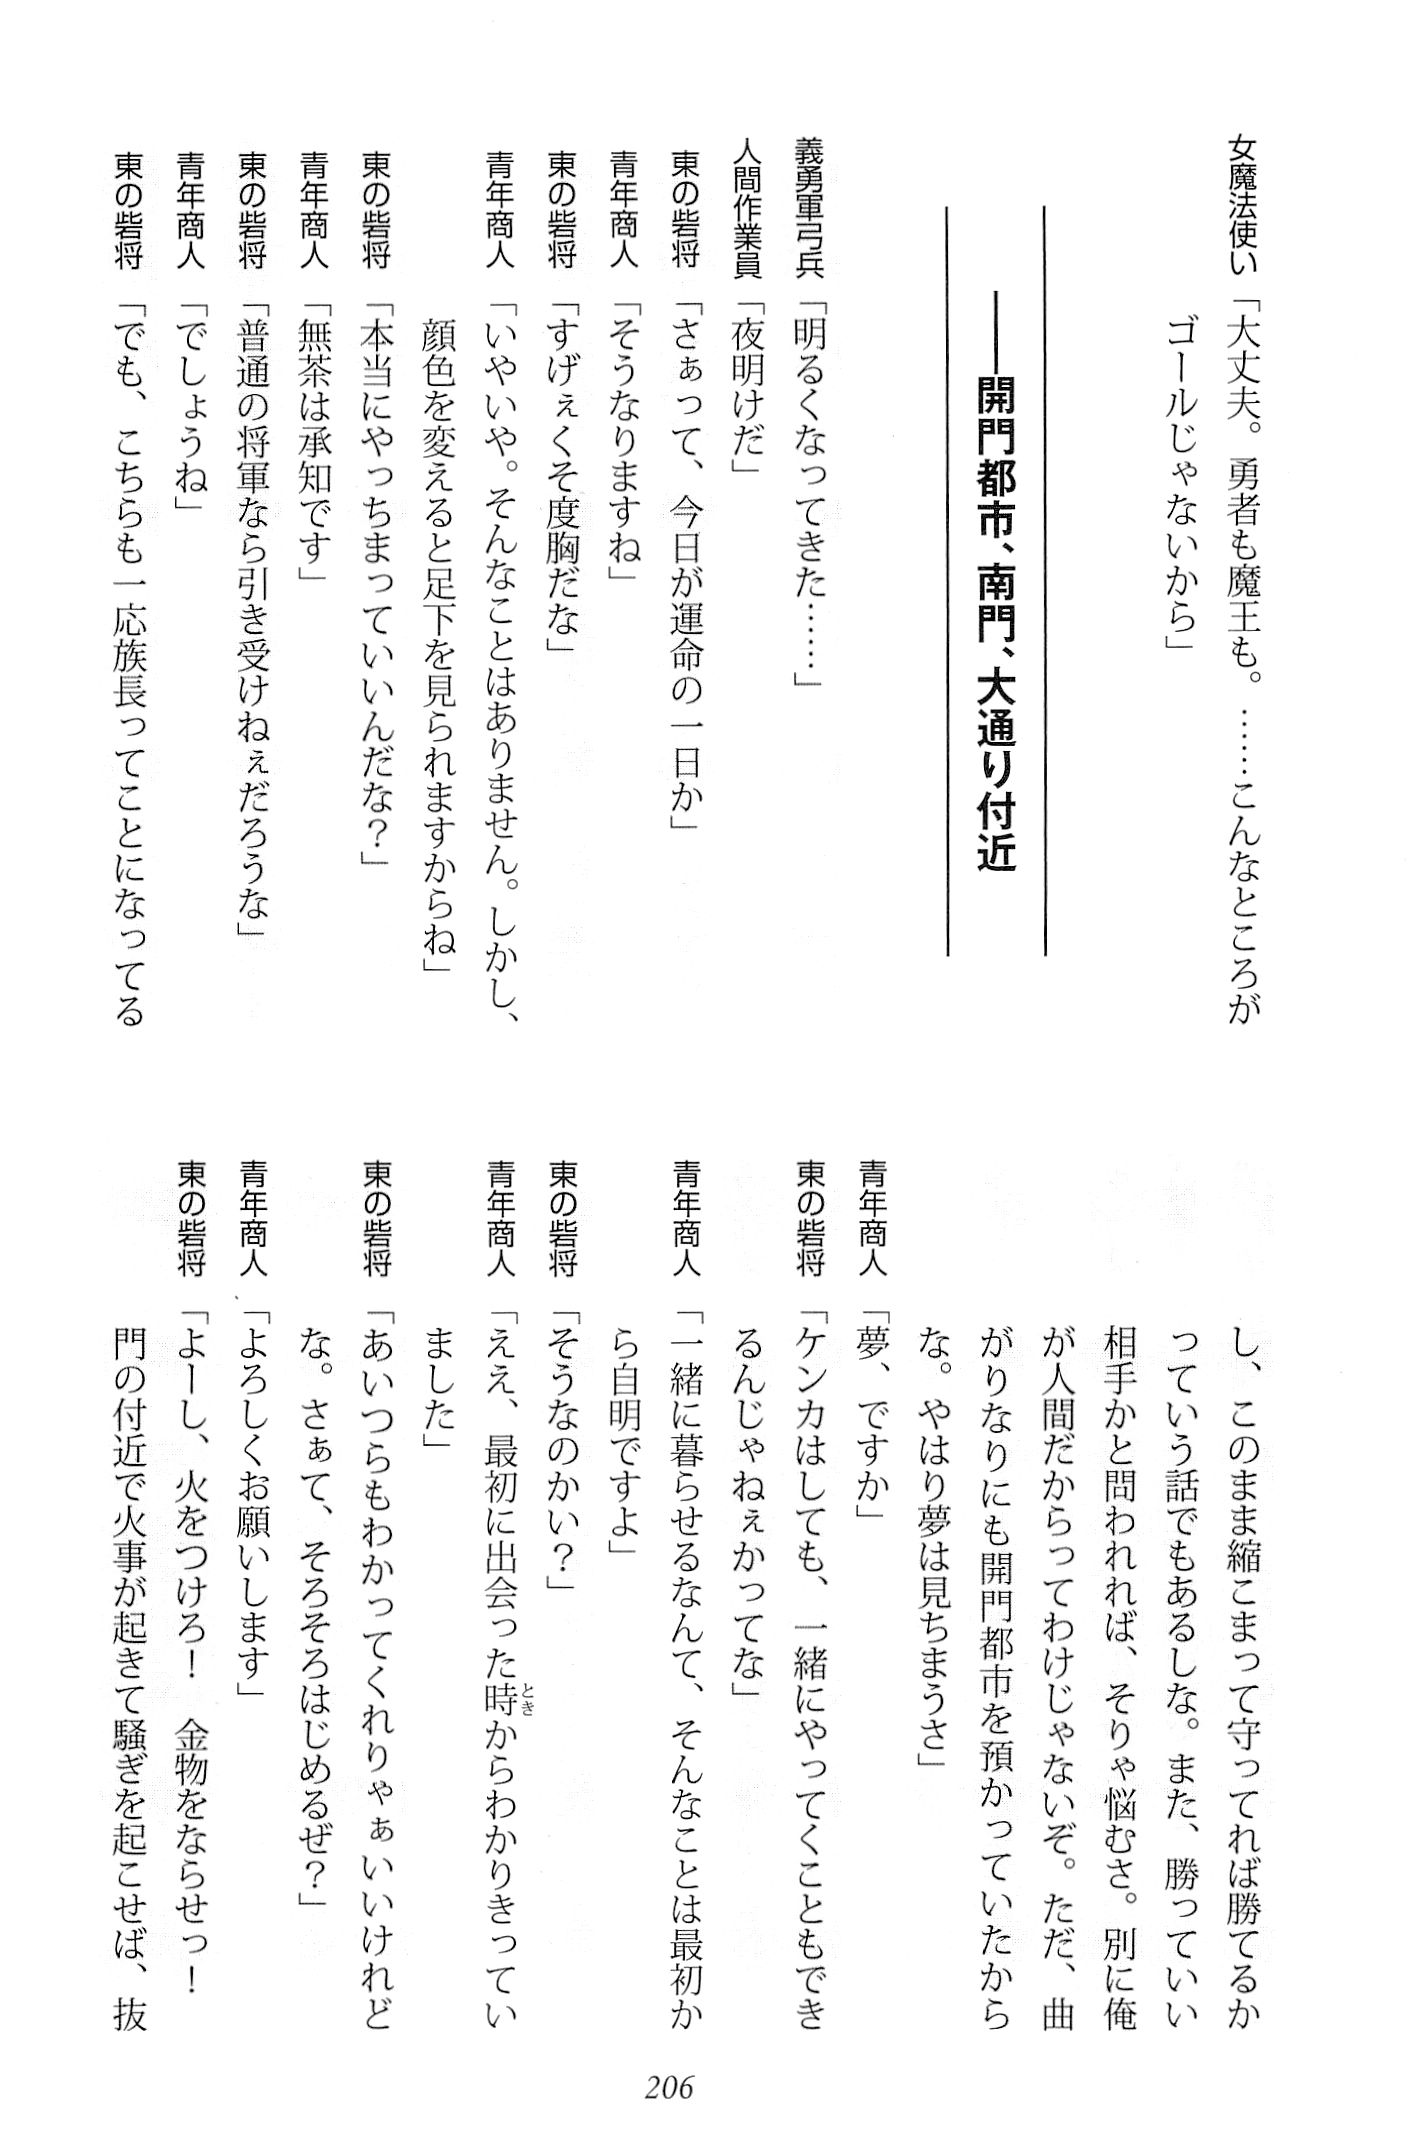 女魔法使い「大丈夫。勇者も魔王も。……こんなところが
ゴールじゃないから」
――開門都市、南門、大通り付近
義勇軍弓兵「明るくなってきた……」
人間作業員「夜明けだ」
東の砦将「さぁって、今日が運命の一日か」
青年商人「そうなりますね」
東の砦将「すげぇくそ度胸だな」
青年商人「いやいや。そんなことはありません。しかし、
顔色を変えると足下を見られますからね」
東の砦将「本当にやっちまっていいんだな?」
青年商人「無茶は承知です」
東の砦将「普通の将軍なら引き受けねぇだろうな」
青年商人「でしょうね」
東の砦将「でも、こちらも一応族長ってことになってる
し、このまま縮こまって守ってれば勝てるか
っていう話でもあるしな。また、勝っていい
相手かと問われれば、そりゃ悩むさ。別に俺
が人間だからってわけじゃないぞ。ただ、曲
がりなりにも開門都市を預かっていたから
な。やはり夢は見ちまうさ」
青年商人「夢、ですか」
東の砦将「ケンカはしても、一緒にやってくこともでき
るんじゃねぇかってな」
青年商人「一緒に暮らせるなんて、そんなことは最初か
ら自明ですよ」
東の砦将「そうなのかい?」
青年商人「ええ、最初に出会った時からわかりきってい
とき
ました」
東の砦将「あいつらもわかってくれりゃぁいいけれど
な。さぁて、そろそろはじめるぜ?」
青年商人「よろしくお願いします」
東の砦将「よーし、火をつけろ! 金物をならせっ!
門の付近で火事が起きて騒ぎを起こせば、抜
206